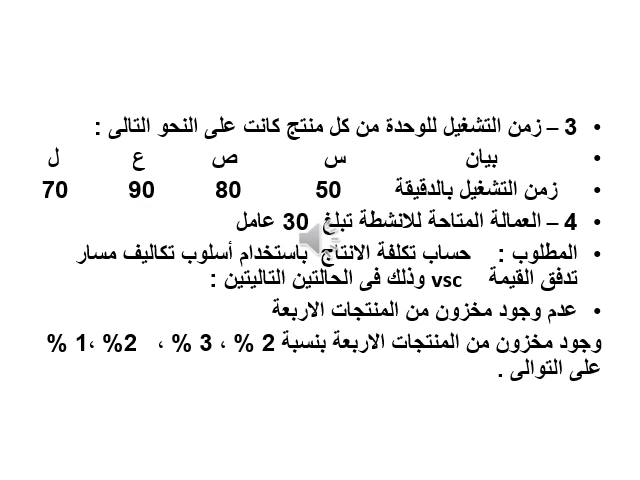 • 3 – زمن التشغيل للوحدة من كل منتج كانت على النحو التالى :
• بيان س ص ع ل
• زمن التشغيل بالدقيقة 50 80 90 70
• 4 – العمالة المتاحة للانشطة تبلغ 30 عامل
• المطلوب : حساب تكلفة الانتاج باستخدام أسلوب تكاليف مسار
تدفق القيمة vsc وذلك فى الحالتين التاليتين :
• عدم وجود مخزون من المنتجات الاربعة
وجود مخزون من المنتجات الاربعة بنسبة 2 % ، 3 % ، 2% ،1 %
على التوالى .